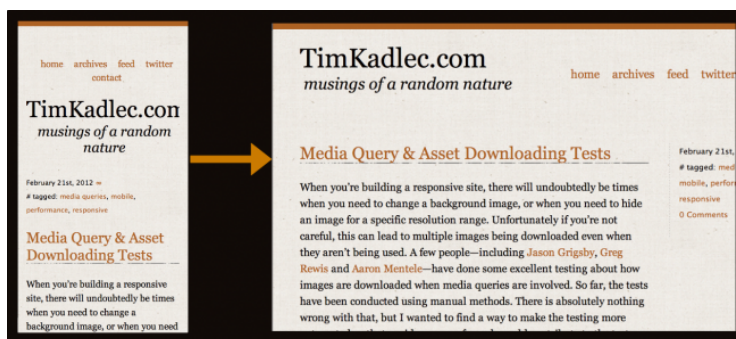 home archives feed twitter
contact
TimKadlec.com
musings of a random
nature
February 21st, 2012 ∞
# tagged: media queries, mobile,
performance, responsive
Media Query & Asset
Downloading Tests
When you're building a responsive
site, there will undoubtedly be times
when you need to change a
background image, or when you need
TimKadlec.com
musings of a random nature
home archives feed twitter
Media Query & Asset Downloading Tests
When you're building a responsive site, there will undoubtedly be times
when you need to change a background image, or when you need to hide
an image for a specific resolution range. Unfortunately if you're not
careful, this can lead to multiple images being downloaded even when
they aren't being used. A few people—including Jason Grigsby, Greg
Rewis and Aaron Mentele—have done some excellent testing about how
images are downloaded when media queries are involved. So far, the tests
have been conducted using manual methods. There is absolutely nothing
wrong with that, but I wanted to find a way to make the testing more
February 21st,
# tagged: med
mobile, perfor
responsive
0 Comments